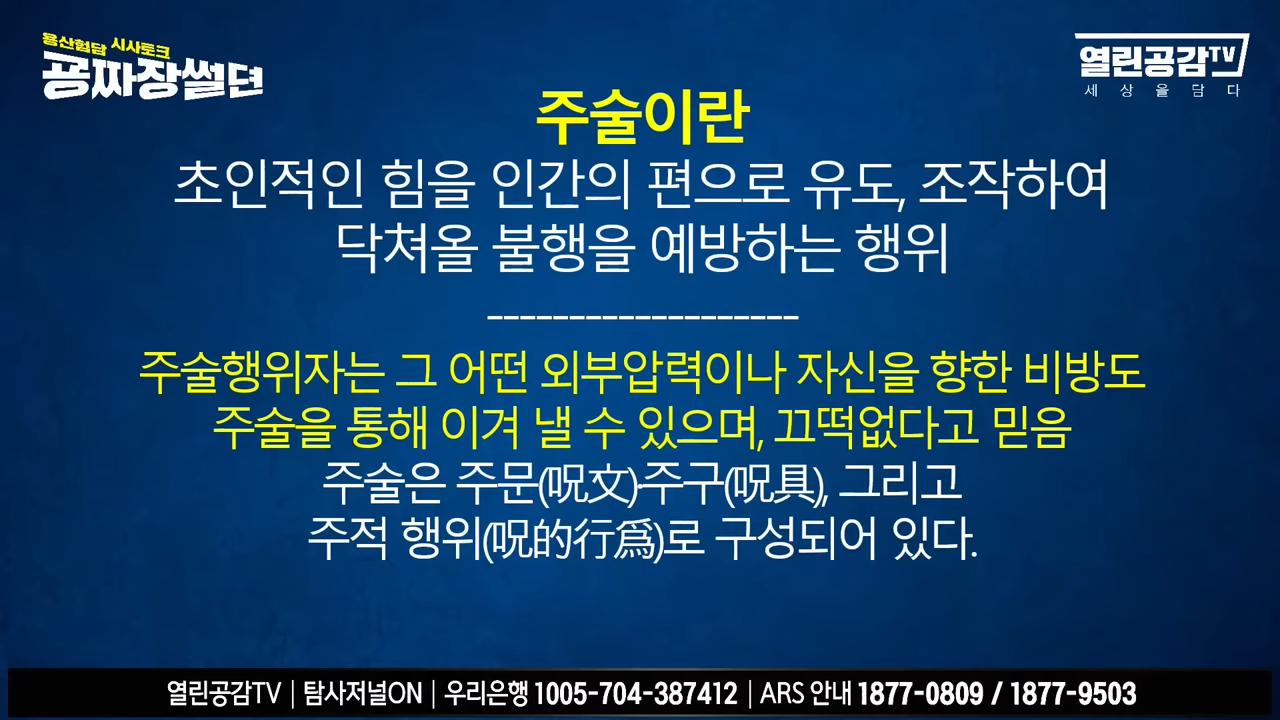 용산험담 시사토크
공짜장썰뎐
열린공감TV
세상을담다
주술이란
초인적인 힘을 인간의 편으로 유도, 조작하여
닥쳐올 불행을 예방하는 행위
-------------------
주술행위자는 그 어떤 외부압력이나 자신을 향한 비방도
주술을 통해 이겨 낼 수 있으며, 끄떡없다고 믿음
주술은 주문(呪文)·주구(呪具), 그리고
주적 행위(呪的行爲)로 구성되어 있다.
열린공감TV | 탐사저널ON | 우리은행 1005-704-387412 | ARS 안내 1877-0809 / 1877-9503